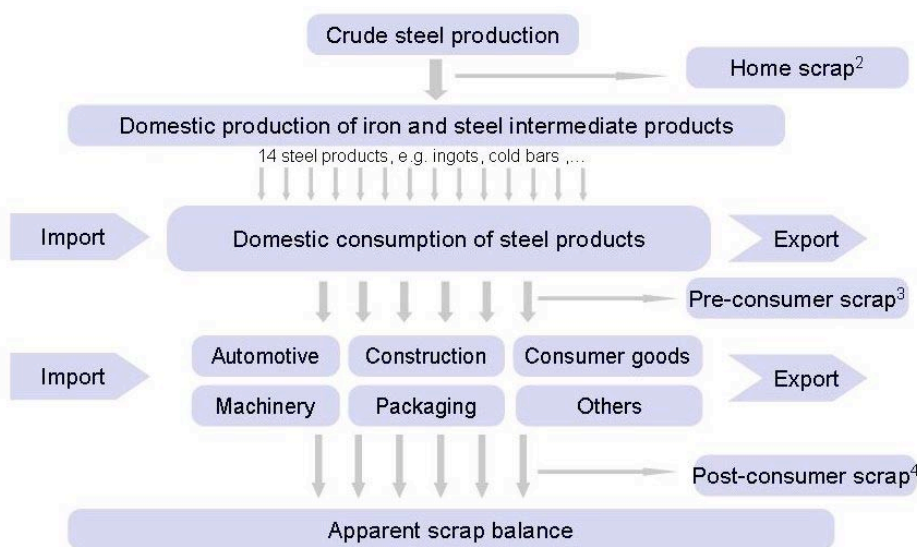 Crude steel production
Home scrap²
Domestic production of iron and steel intermediate products
14 steel products, e.g. ingots, cold bars ,...
Import
Domestic consumption of steel products
Export
Pre-consumer scrap³
Automotive
Construction
Consumer goods
Import
Export
Machinery
Packaging
Others
Post-consumer scrap⁴
Apparent scrap balance